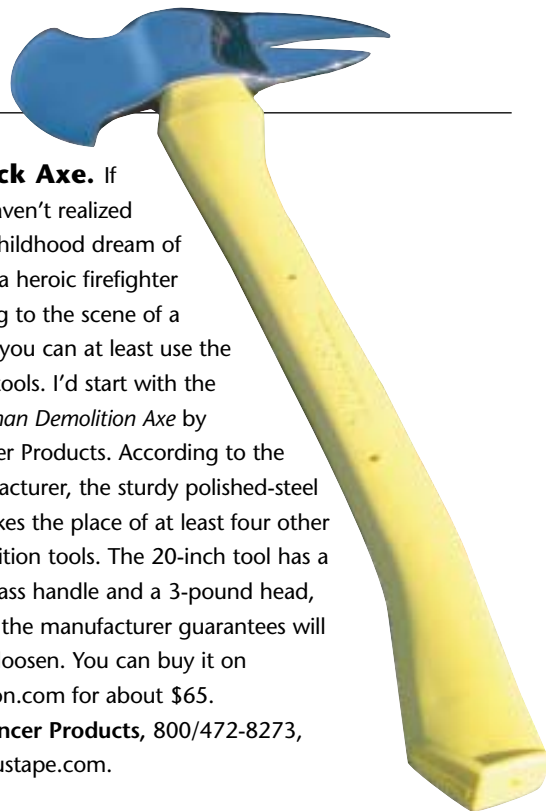 ck Axe. If
aven't realized
hildhood dream of
a heroic firefighter
g to the scene of a
you can at least use the
ools. I'd start with the
man Demolition Axe by
er Products. According to the
acturer, the sturdy polished-steel
kes the place of at least four other
ition tools. The 20-inch tool has a
ass handle and a 3-pound head,
the manufacturer guarantees will
loosen. You can buy it on
on.com for about $65.
ncer Products, 800/472-8273,
ustape.com.